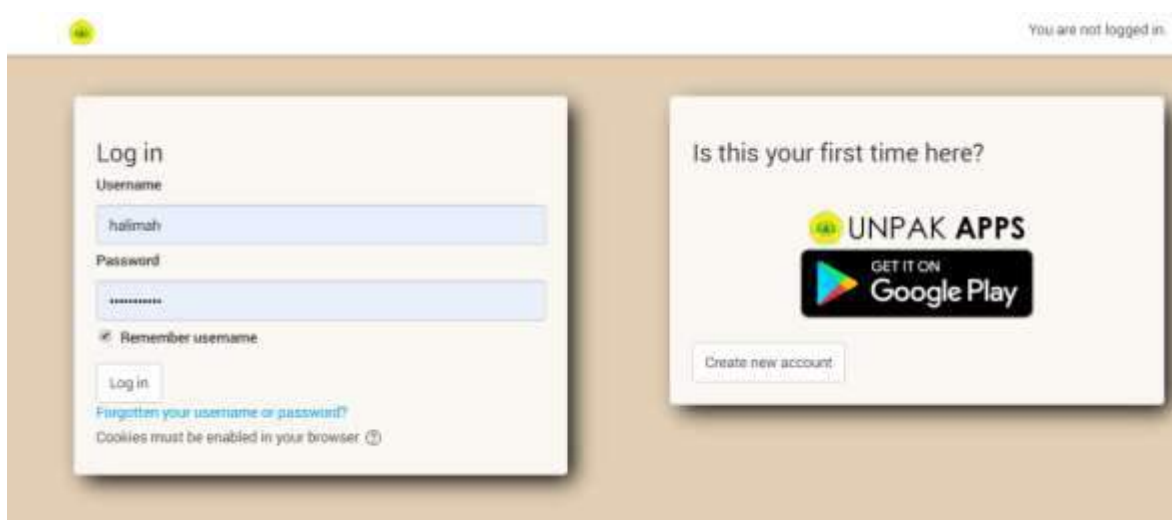 You are not logged in.
Log in
Username
halimah
Password
•••••••••••
Remember username
Log in
Forgotten your username or password?
Cookies must be enabled in your browser
Is this your first time here?
UNPAK APPS
GET IT ON
Google Play
Create new account